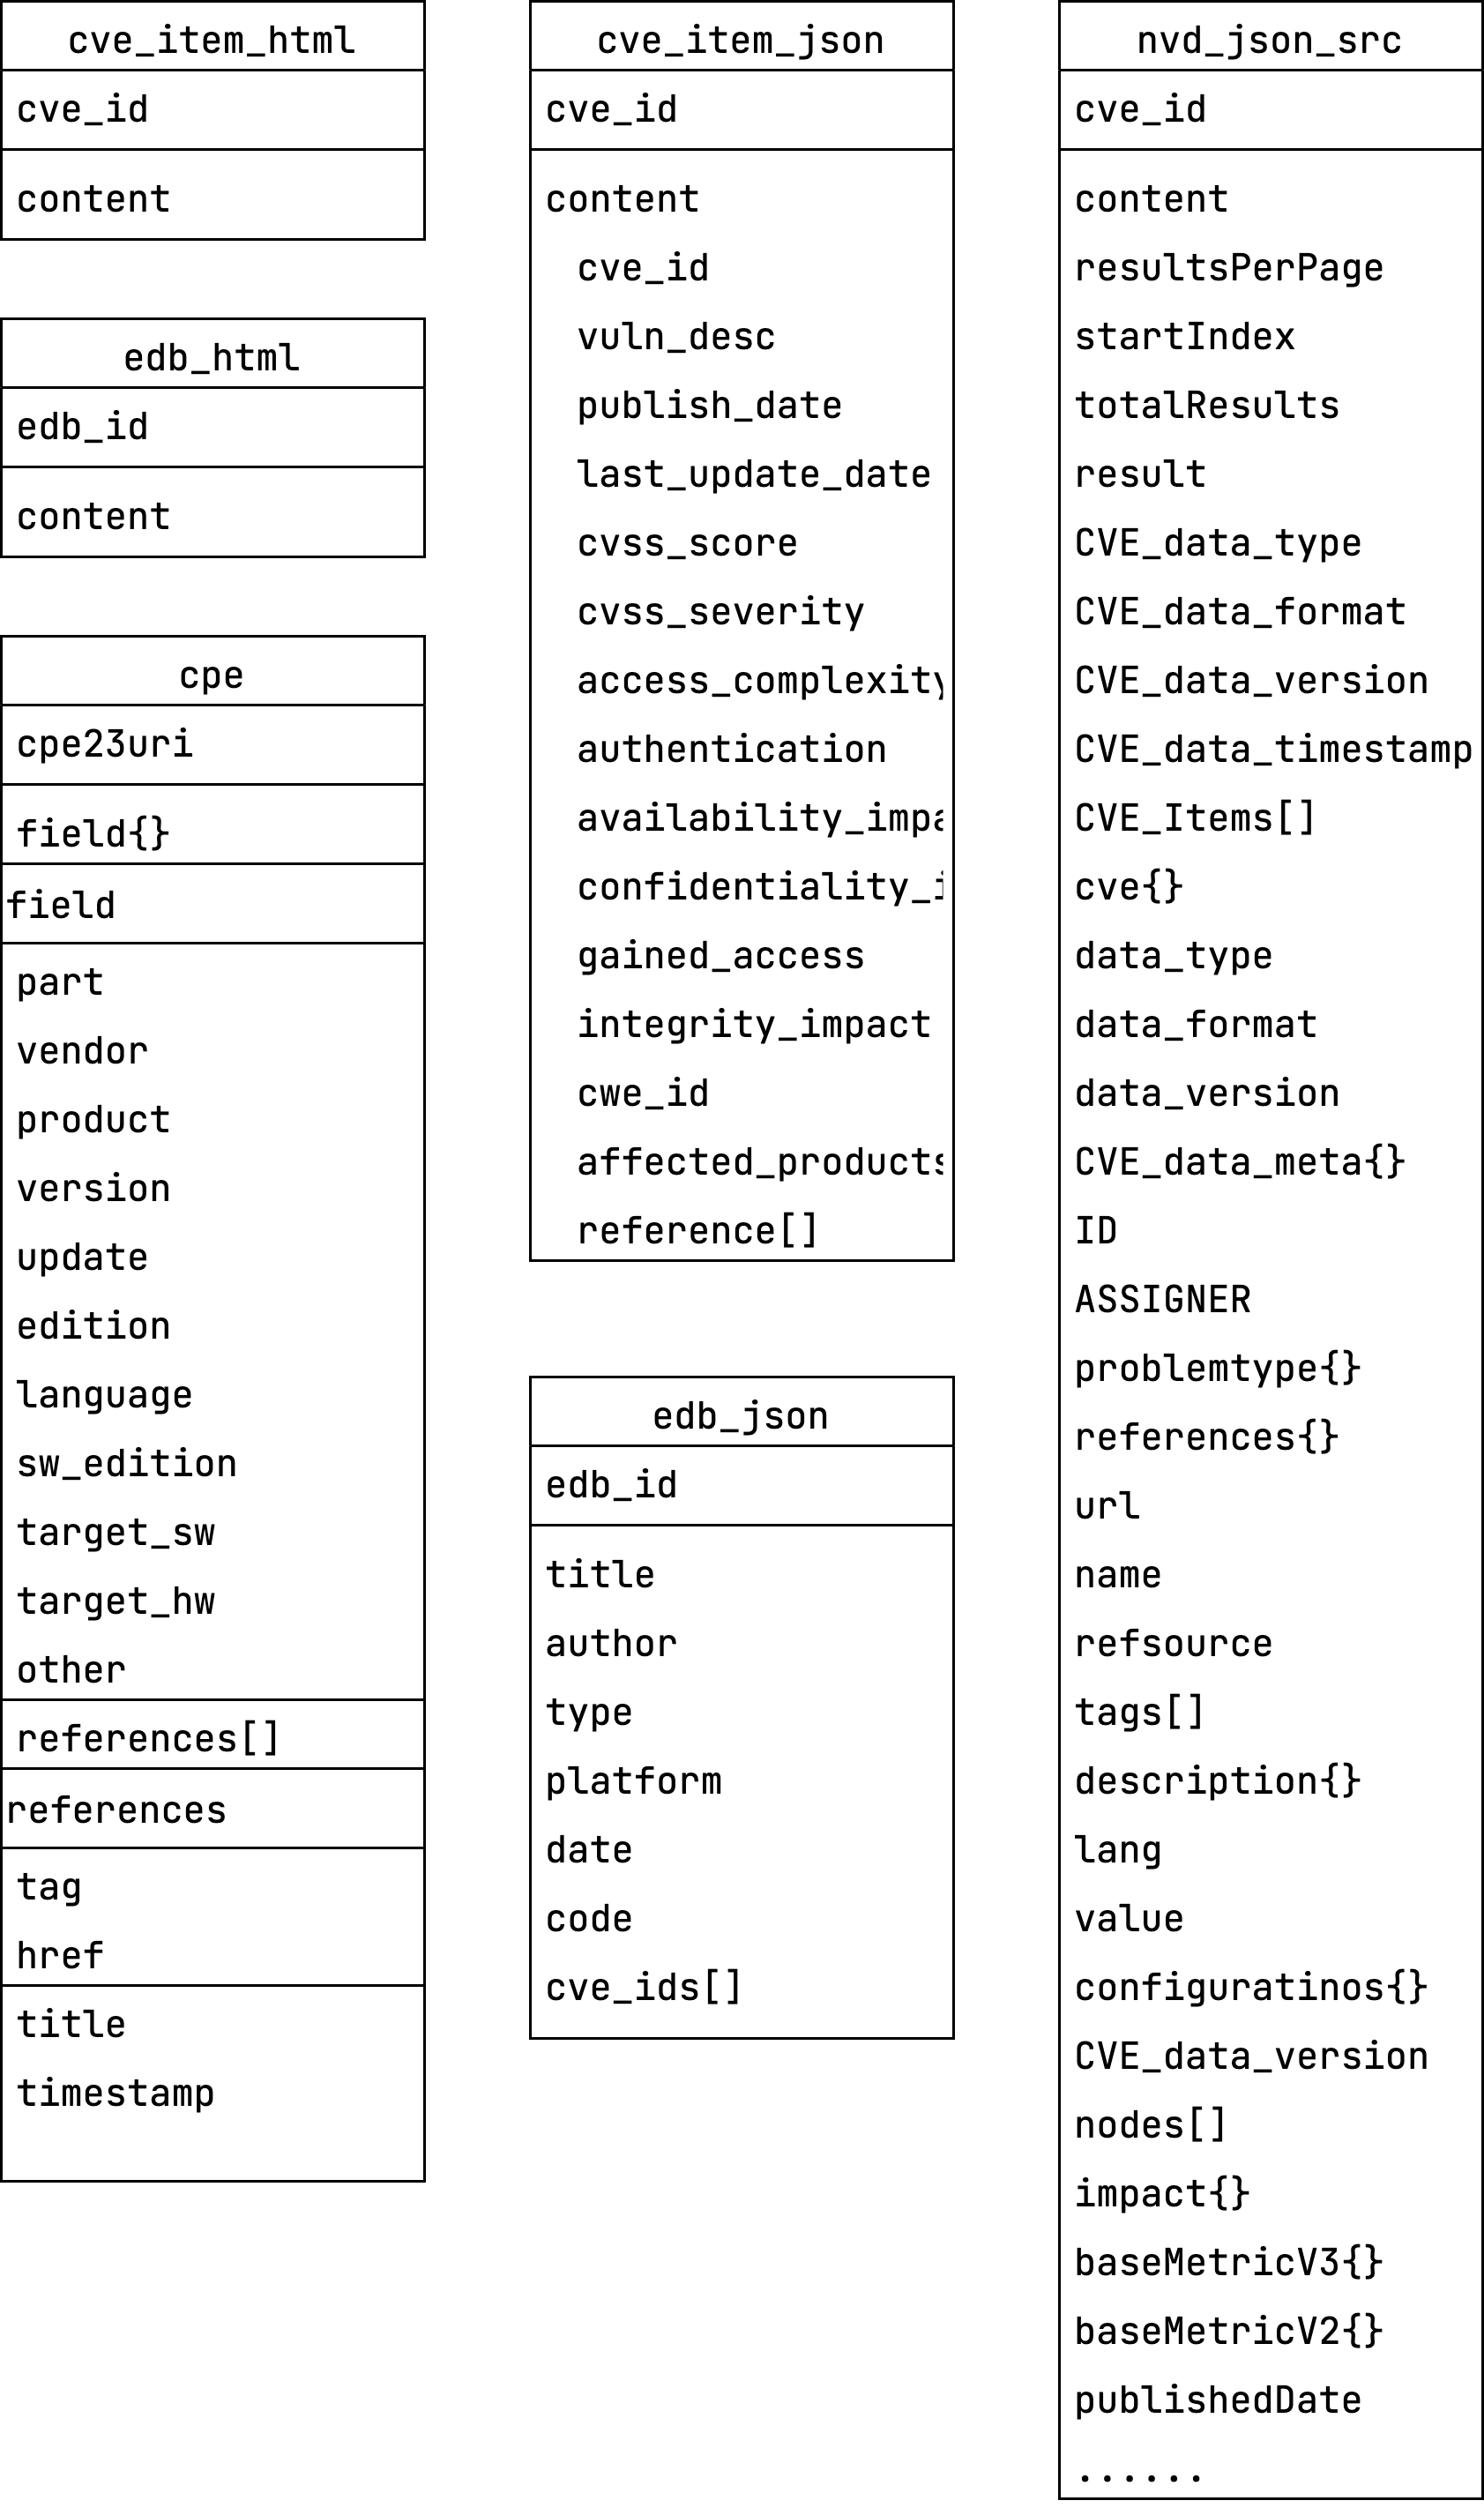 cve_item_html
cve_id
content
edb_html
edb_id
content
cpe
cpe23uri
field{}
field
part
vendor
product
version
update
edition
language
sw_edition
target_sw
target_hw
other
references[]
references
tag
href
title
timestamp
cve_item_json
cve_id
content
cve_id
vuln_desc
publish_date
last_update_date
cvss_score
cvss_severity
access_complexity
authentication
availability_impa
confidentiality_i
gained_access
integrity_impact
cwe_id
affected_products
reference[]
edb_json
edb_id
title
author
type
platform
date
code
cve_ids[]
nvd_json_src
cve_id
content
resultsPerPage
startIndex
totalResults
result
CVE_data_type
CVE_data_format
CVE_data_version
CVE_data_timestamp
CVE_Items[]
cve{}
data_type
data_format
data_version
CVE_data_meta{}
ID
ASSIGNER
problemtype{}
references{}
url
name
refsource
tags[]
description{}
lang
value
configuratinos{}
CVE_data_version
nodes[]
impact{}
baseMetricV3{}
baseMetricV2{}
publishedDate
......